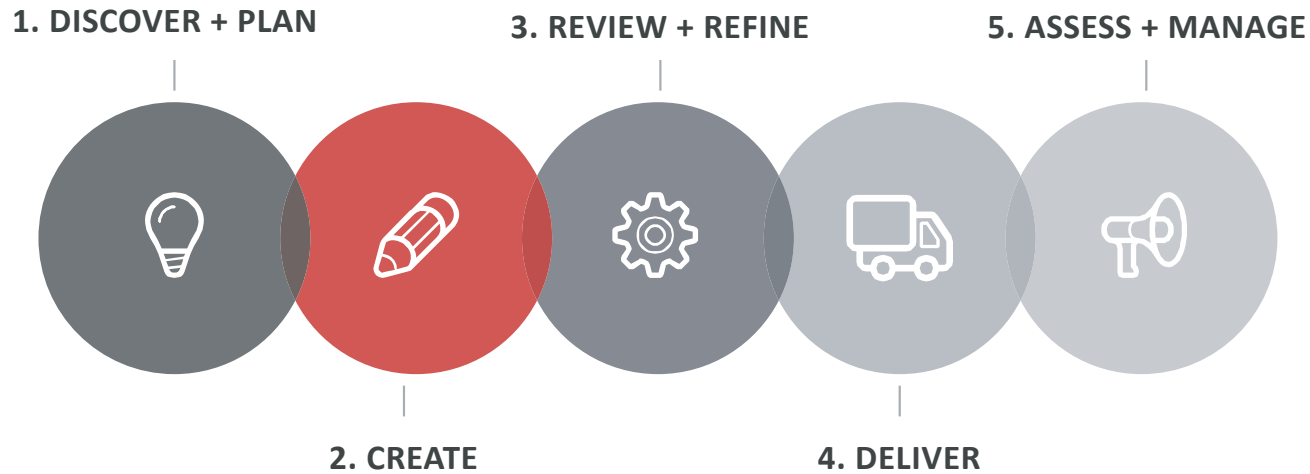 1. DISCOVER + PLAN
2. CREATE
3. REVIEW + REFINE
4. DELIVER
5. ASSESS + MANAGE